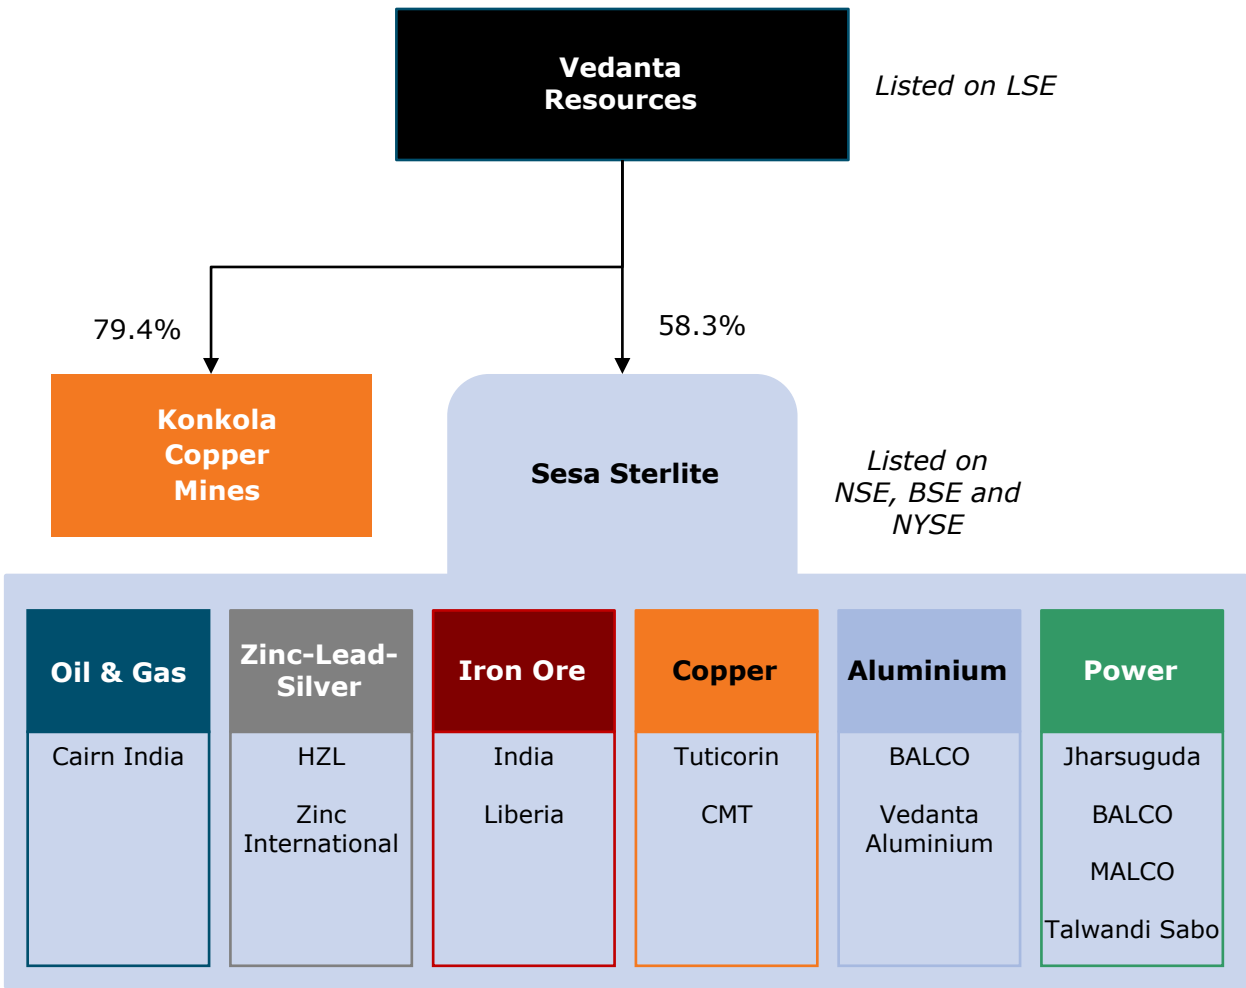 Vedanta
Resources
Listed on LSE
79.4%
58.3%
Konkola
Copper
Mines
Sesa Sterlite
Listed on
NSE, BSE and
NYSE
Oil & Gas
Cairn India
Zinc-Lead-
Silver
HZL
Zinc
International
Iron Ore
India
Liberia
Copper
Tuticorin
CMT
Aluminium
BALCO
Vedanta
Aluminium
Power
Jharsuguda
BALCO
MALCO
Talwandi Sabo